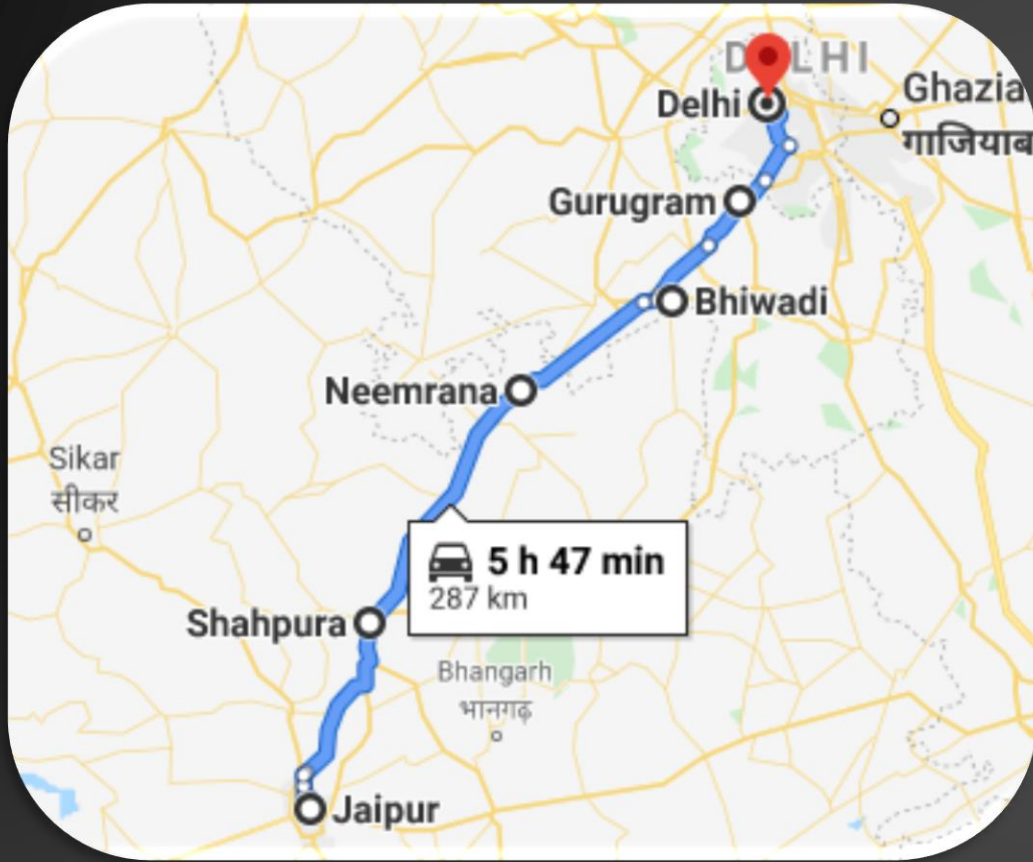 DELHI
Delhi
Ghazia
गाजियाब
Gurugram
Bhiwadi
Neemrana
Sikar
सीकर
5 h 47 min
287 km
Shahpura
Bhangarh
भानगढ़
Jaipur